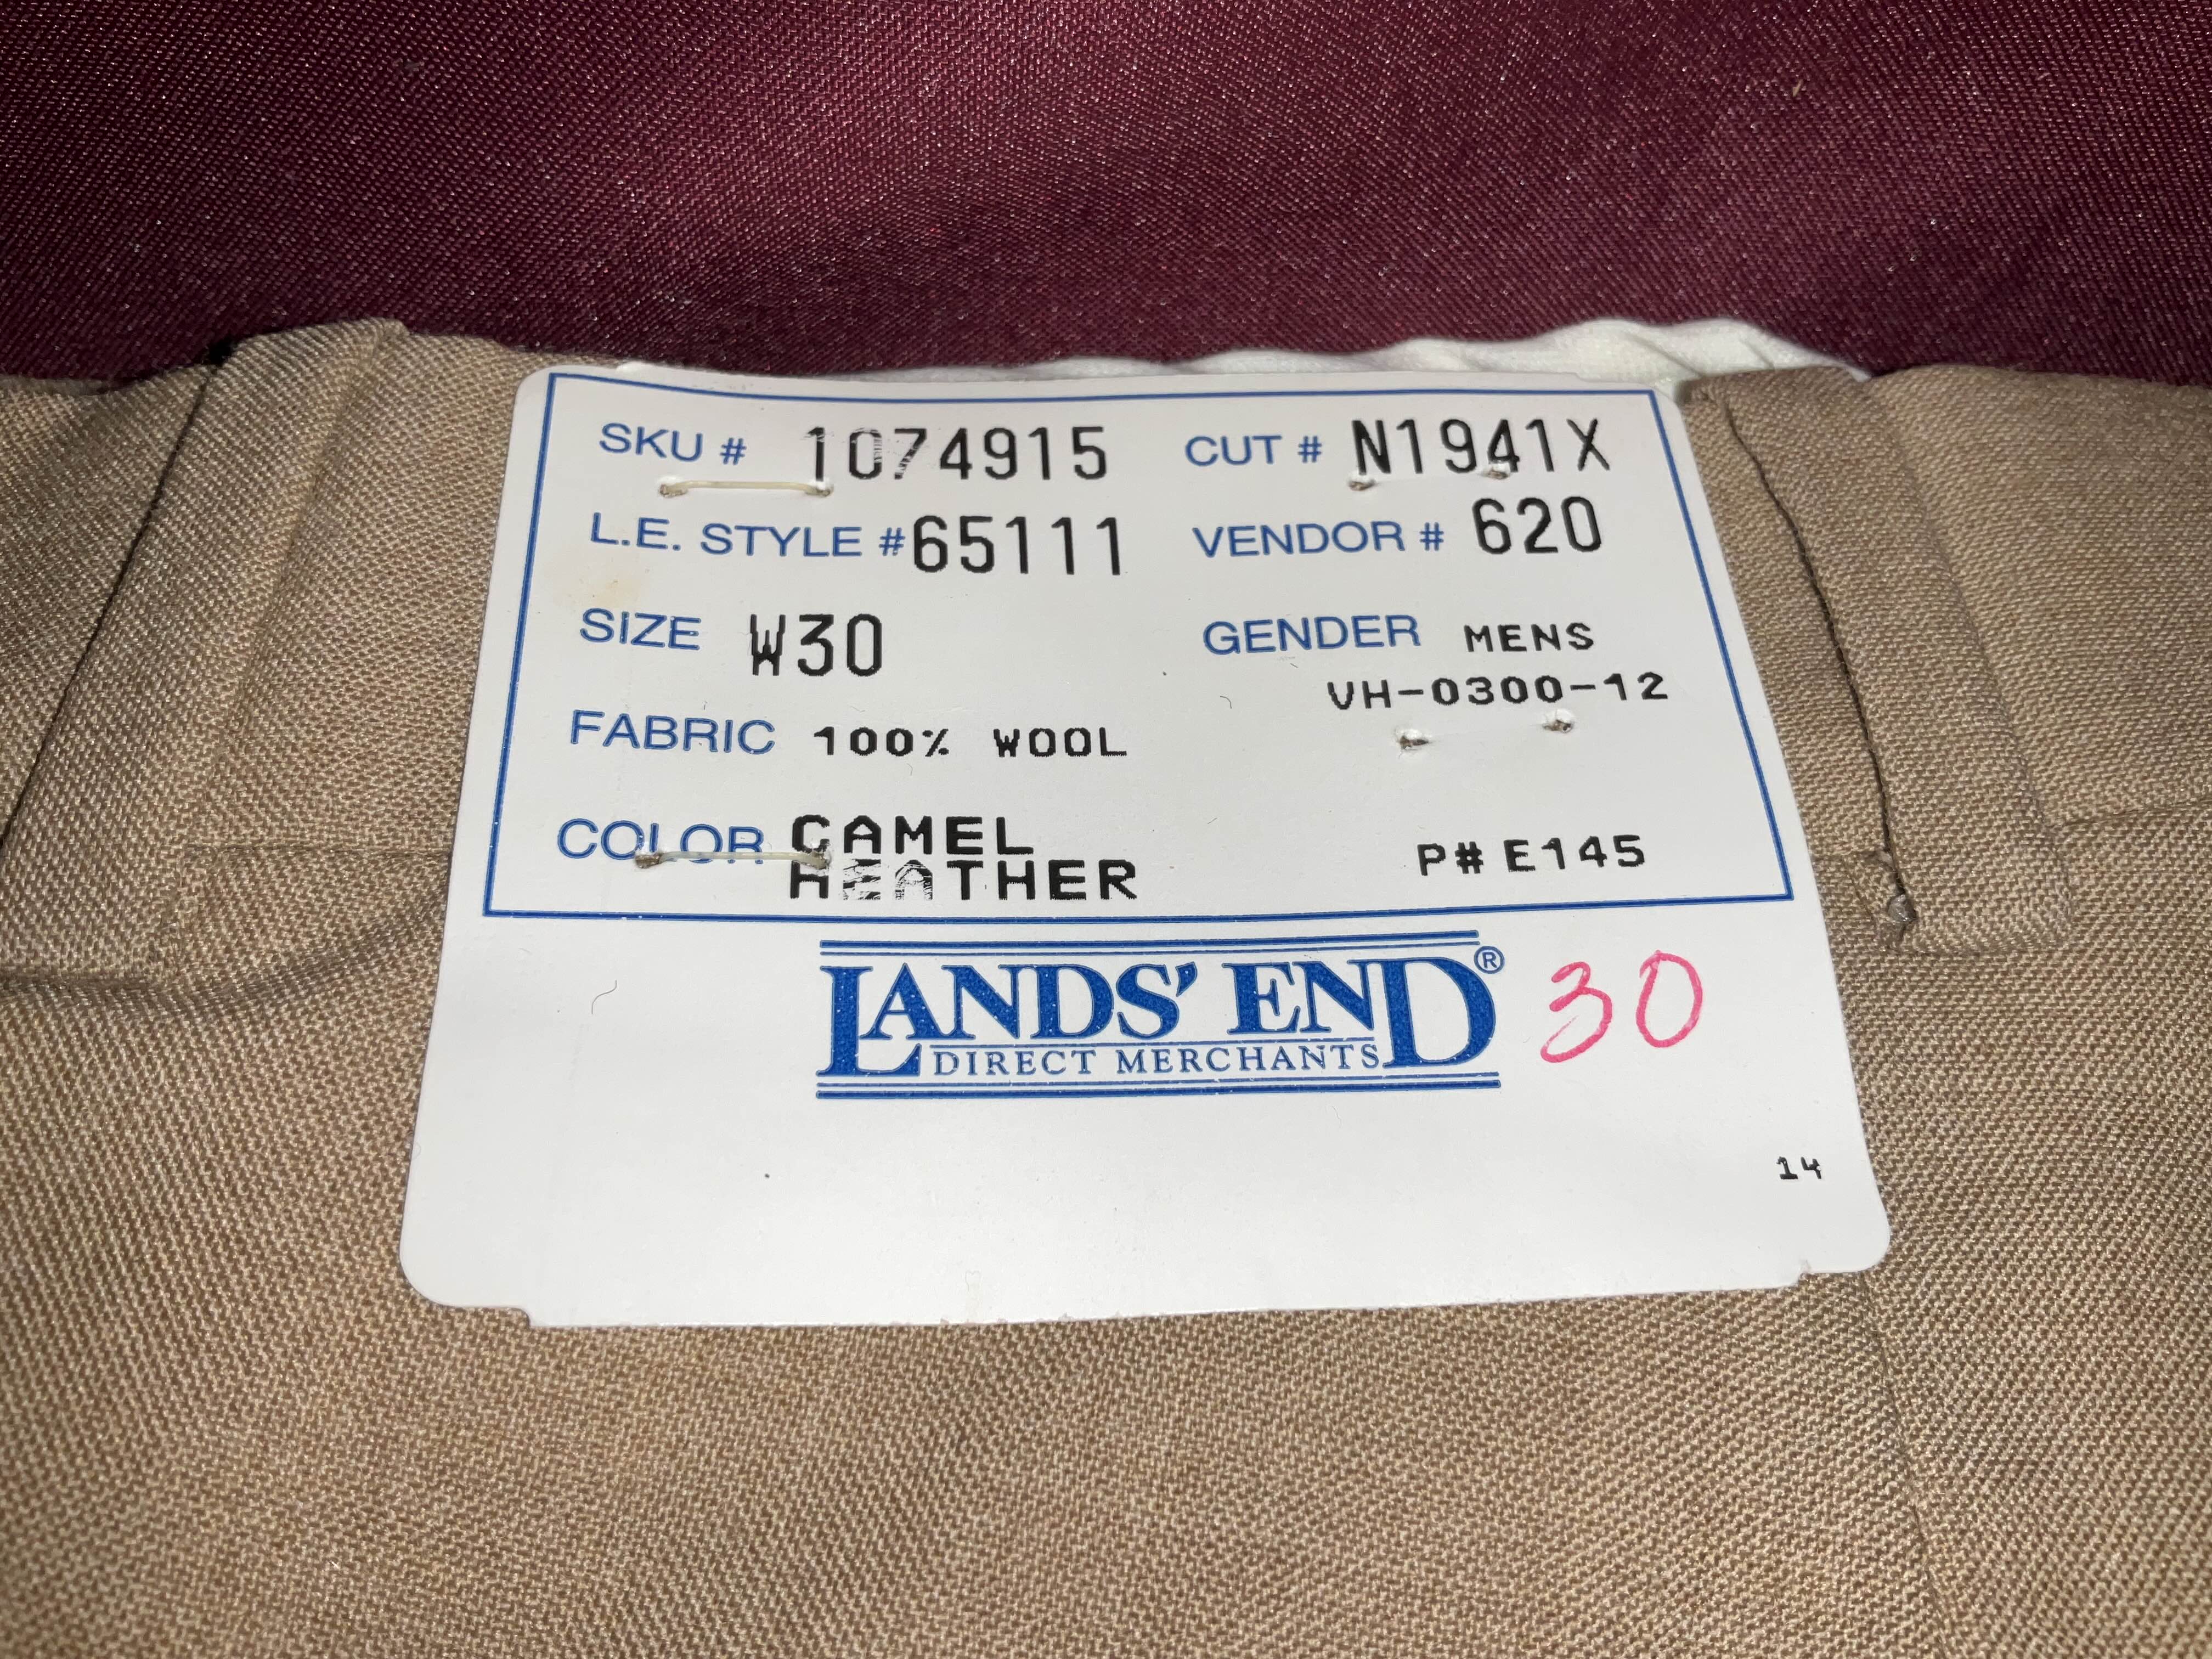 SKU # 1074915 CUT # N1941X
L.E. STYLE # 65111 VENDOR # 620
SIZE W30 GENDER MENS
VH-0300-12
FABRIC 100% WOOL
COLOR CAMEL
HEATHER P# E145
LANDS' END®
DIRECT MERCHANTS
30
14